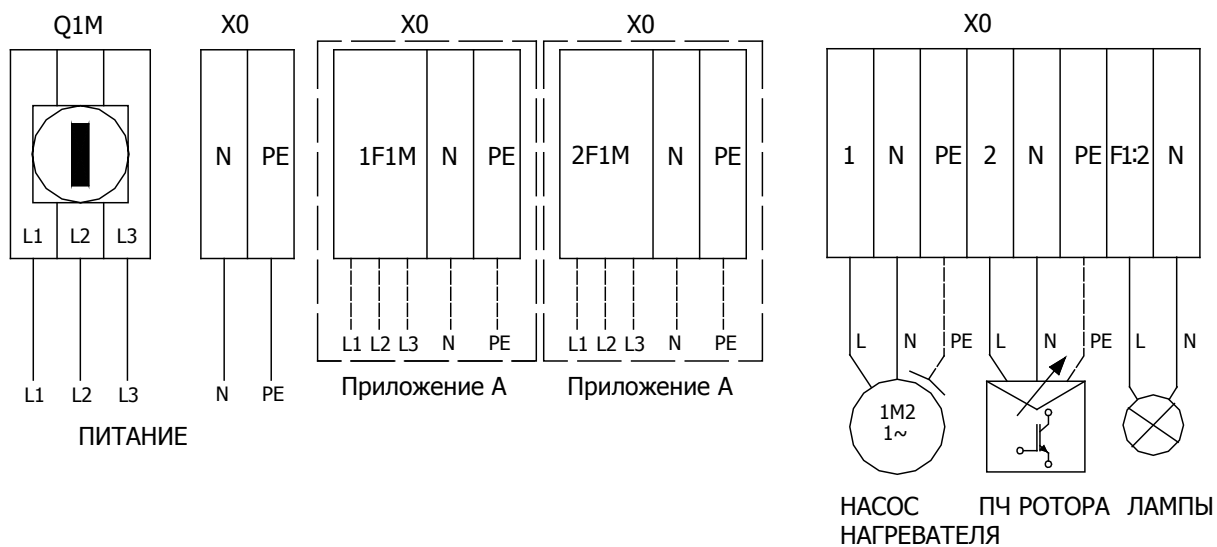 Q1M X0 X0 X0 X0
N PE 1F1M N PE 2F1M N PE 1 N PE 2 N PE F1:2 N
L1 L2 L3
L1 L2 L3 N PE L1 L2 L3 N PE L N PE L N PE L N
L1 L2 L3 N PE Приложение А Приложение А
1M2
1~
ПИТАНИЕ
НАСОС НАГРЕВАТЕЛЯ
ПЧ РОТОРА ЛАМПЫ